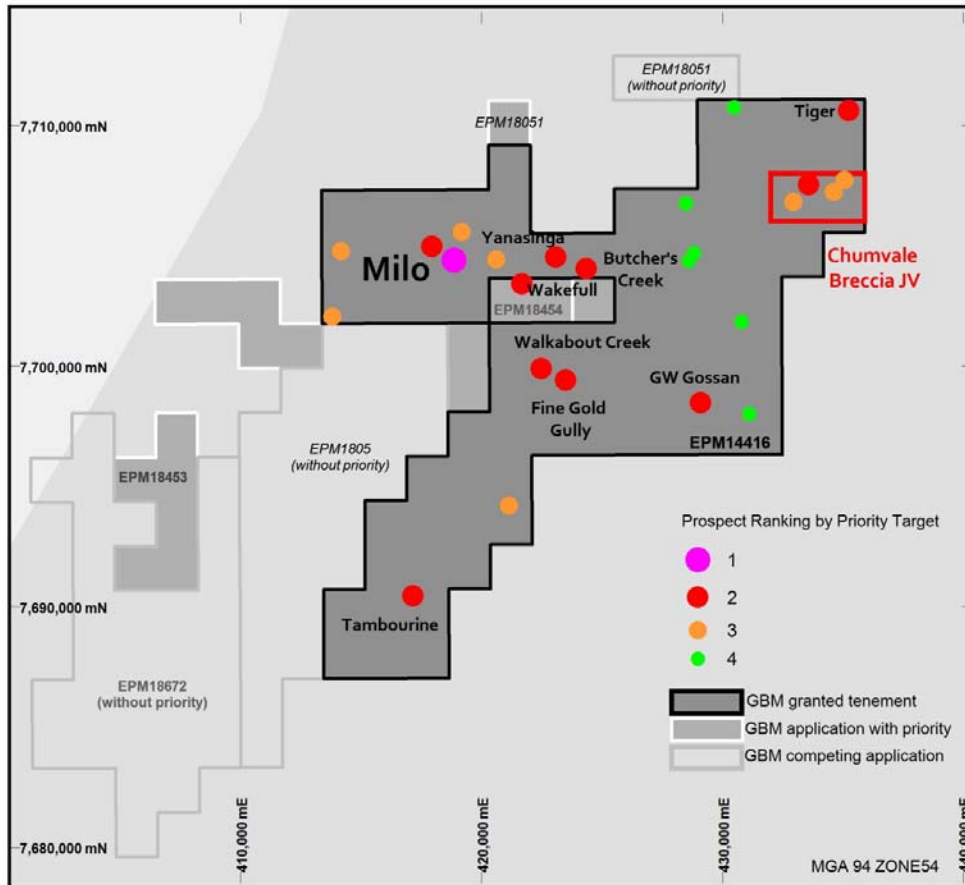 EPM18051
(without priority)
7,710,000 mN
EPM18051
Tiger
Yanasinga
Milo
Butcher's
Creek
Chumvale
Breccia JV
Wakefull
EPM18454
Walkabout Creek
7,700,000 mN
GW Gossan
Fine Gold
Gully
EPM14416
EPM1805
(without priority)
EPM18453
Prospect Ranking by Priority Target
1
2
3
4
7,690,000 mN
Tambourine
EPM18672
(without priority)
GBM granted tenement
GBM application with priority
GBM competing application
410,000 mE
420,000 mE
430,000 mE
440,000 mE
7,680,000 mN
MGA 94 ZONE54